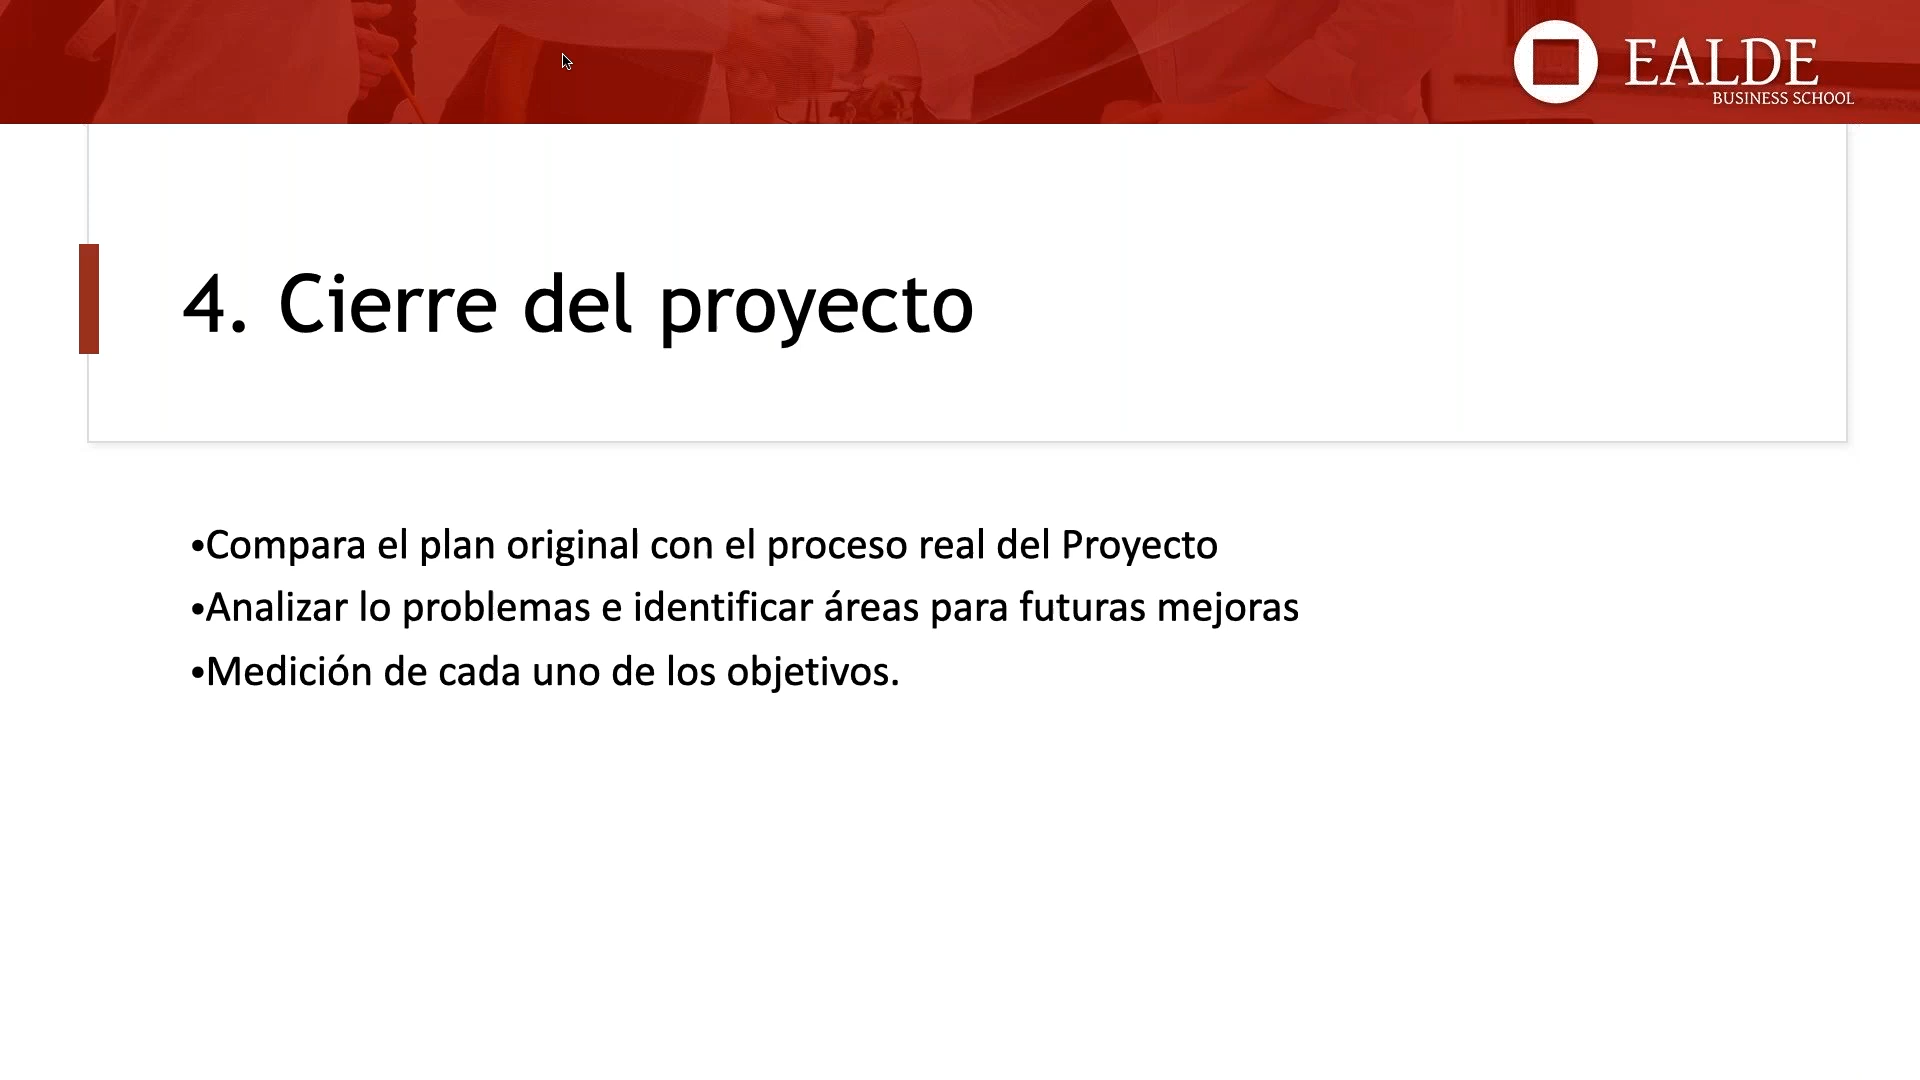 EALDE
BUSINESS SCHOOL
4. Cierre del proyecto
•Compara el plan original con el proceso real del Proyecto
•Analizar lo problemas e identificar áreas para futuras mejoras
•Medición de cada uno de los objetivos.